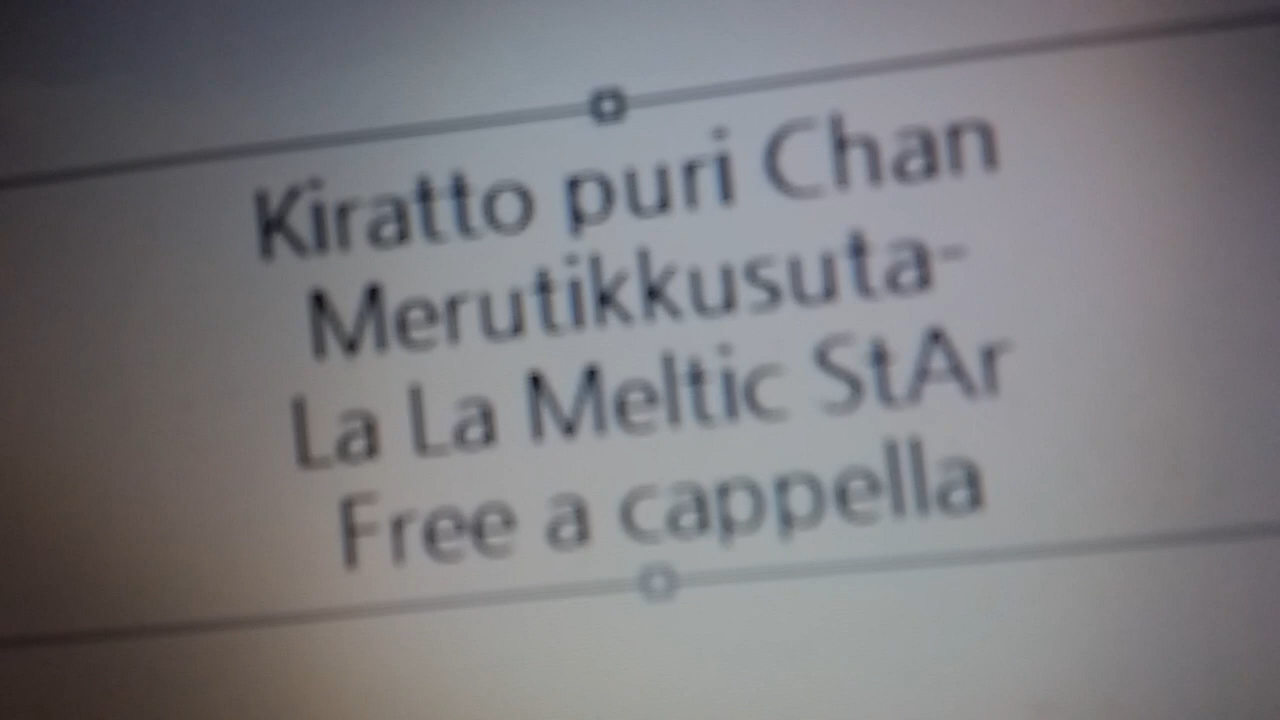 Kiratto puri Chan
Merutikkusuta-
La La Meltic StAr
Free a cappella